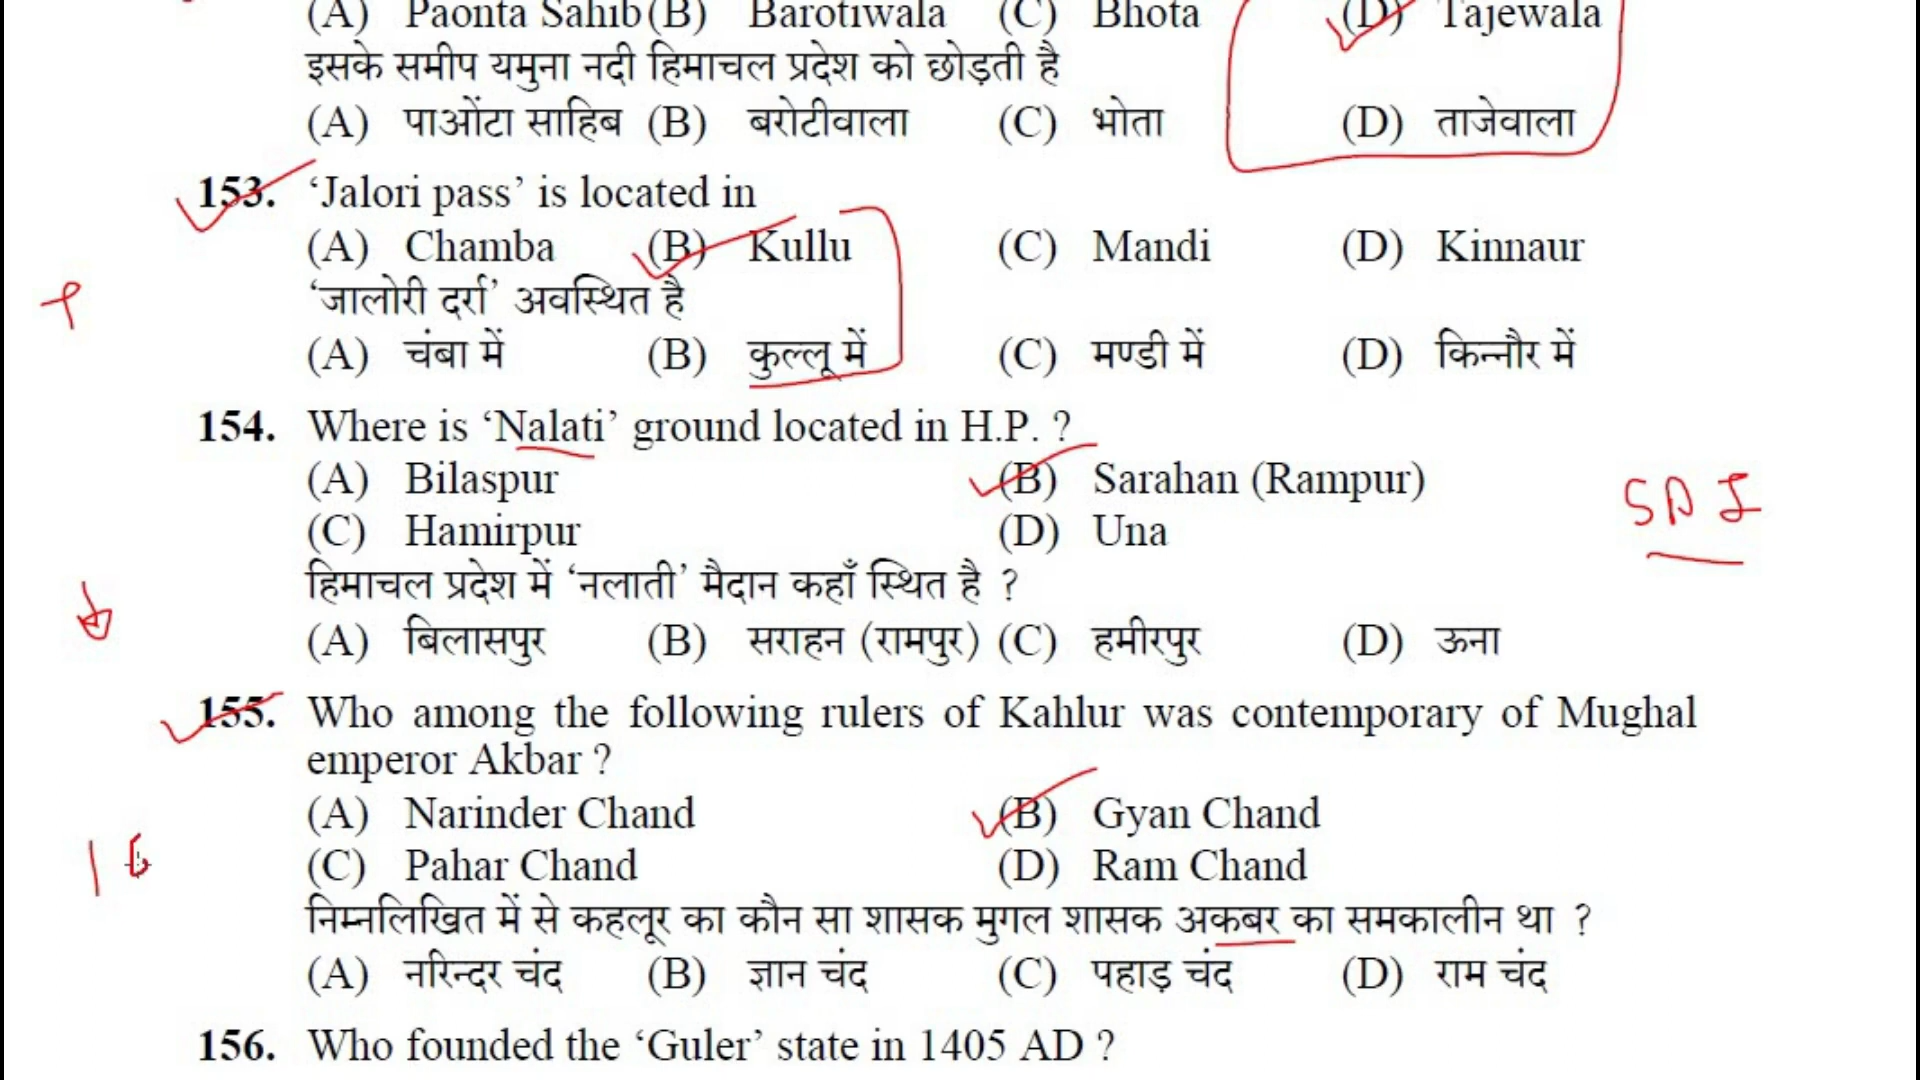 (A) Paonta Sahib (B) Barotiwala (C) Bhota (D) Tajewala
इसके समीप यमुना नदी हिमाचल प्रदेश को छोड़ती है
(A) पाओंटा साहिब (B) बरोटीवाला (C) भोता (D) ताजेवाला
153. ‘Jalori pass’ is located in
(A) Chamba (B) Kullu (C) Mandi (D) Kinnaur
‘जालोरी दर्रा’ अवस्थित है
(A) चंबा में (B) कुल्लू में (C) मण्डी में (D) किन्नौर में
154. Where is ‘Nalati’ ground located in H.P. ?
(A) Bilaspur (B) Sarahan (Rampur)
(C) Hamirpur (D) Una
हिमाचल प्रदेश में ‘नलाती’ मैदान कहाँ स्थित है ?
(A) बिलासपुर (B) सराहन (रामपुर) (C) हमीरपुर (D) ऊना
155. Who among the following rulers of Kahlur was contemporary of Mughal
emperor Akbar ?
(A) Narinder Chand (B) Gyan Chand
(C) Pahar Chand (D) Ram Chand
निम्नलिखित में से कहलूर का कौन सा शासक मुगल शासक अकबर का समकालीन था ?
(A) नरिन्दर चंद (B) ज्ञान चंद (C) पहाड़ चंद (D) राम चंद
156. Who founded the ‘Guler’ state in 1405 AD ?